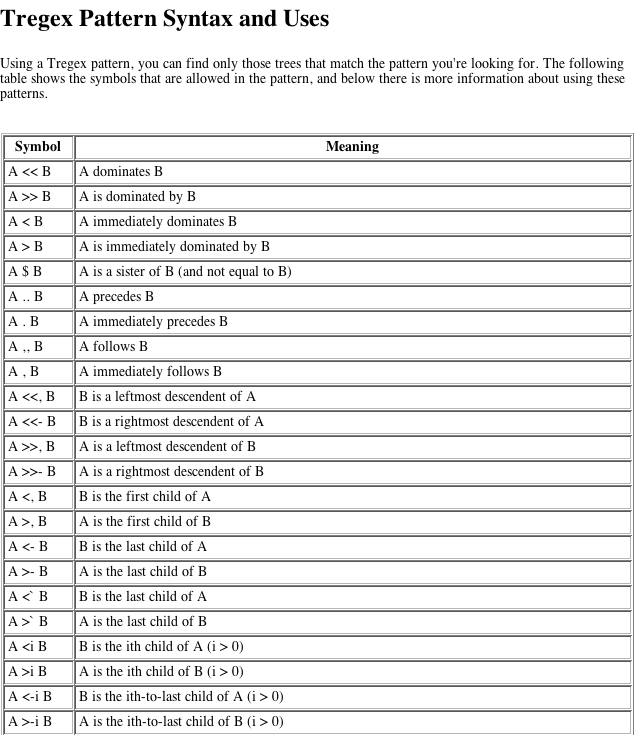 Tregex Pattern Syntax and Uses
Using a Tregex pattern, you can find only those trees that match the pattern you're looking for. The following
table shows the symbols that are allowed in the pattern, and below there is more information about using these
patterns.
Symbol Meaning
A << B A dominates B
A >> B A is dominated by B
A < B A immediately dominates B
A > B A is immediately dominated by B
A $ B A is a sister of B (and not equal to B)
A .. B A precedes B
A . B A immediately precedes B
A ,, B A follows B
A , B A immediately follows B
A <<, B B is a leftmost descendent of A
A <<- B B is a rightmost descendent of A
A >>, B A is a leftmost descendent of B
A >>- B A is a rightmost descendent of B
A <, B B is the first child of A
A >, B A is the first child of B
A <- B B is the last child of A
A >- B A is the last child of B
A <` B B is the last child of A
A >` B A is the last child of B
A <i B B is the ith child of A (i > 0)
A >i B A is the ith child of B (i > 0)
A <-i B B is the ith-to-last child of A (i > 0)
A >-i B A is the ith-to-last child of B (i > 0)